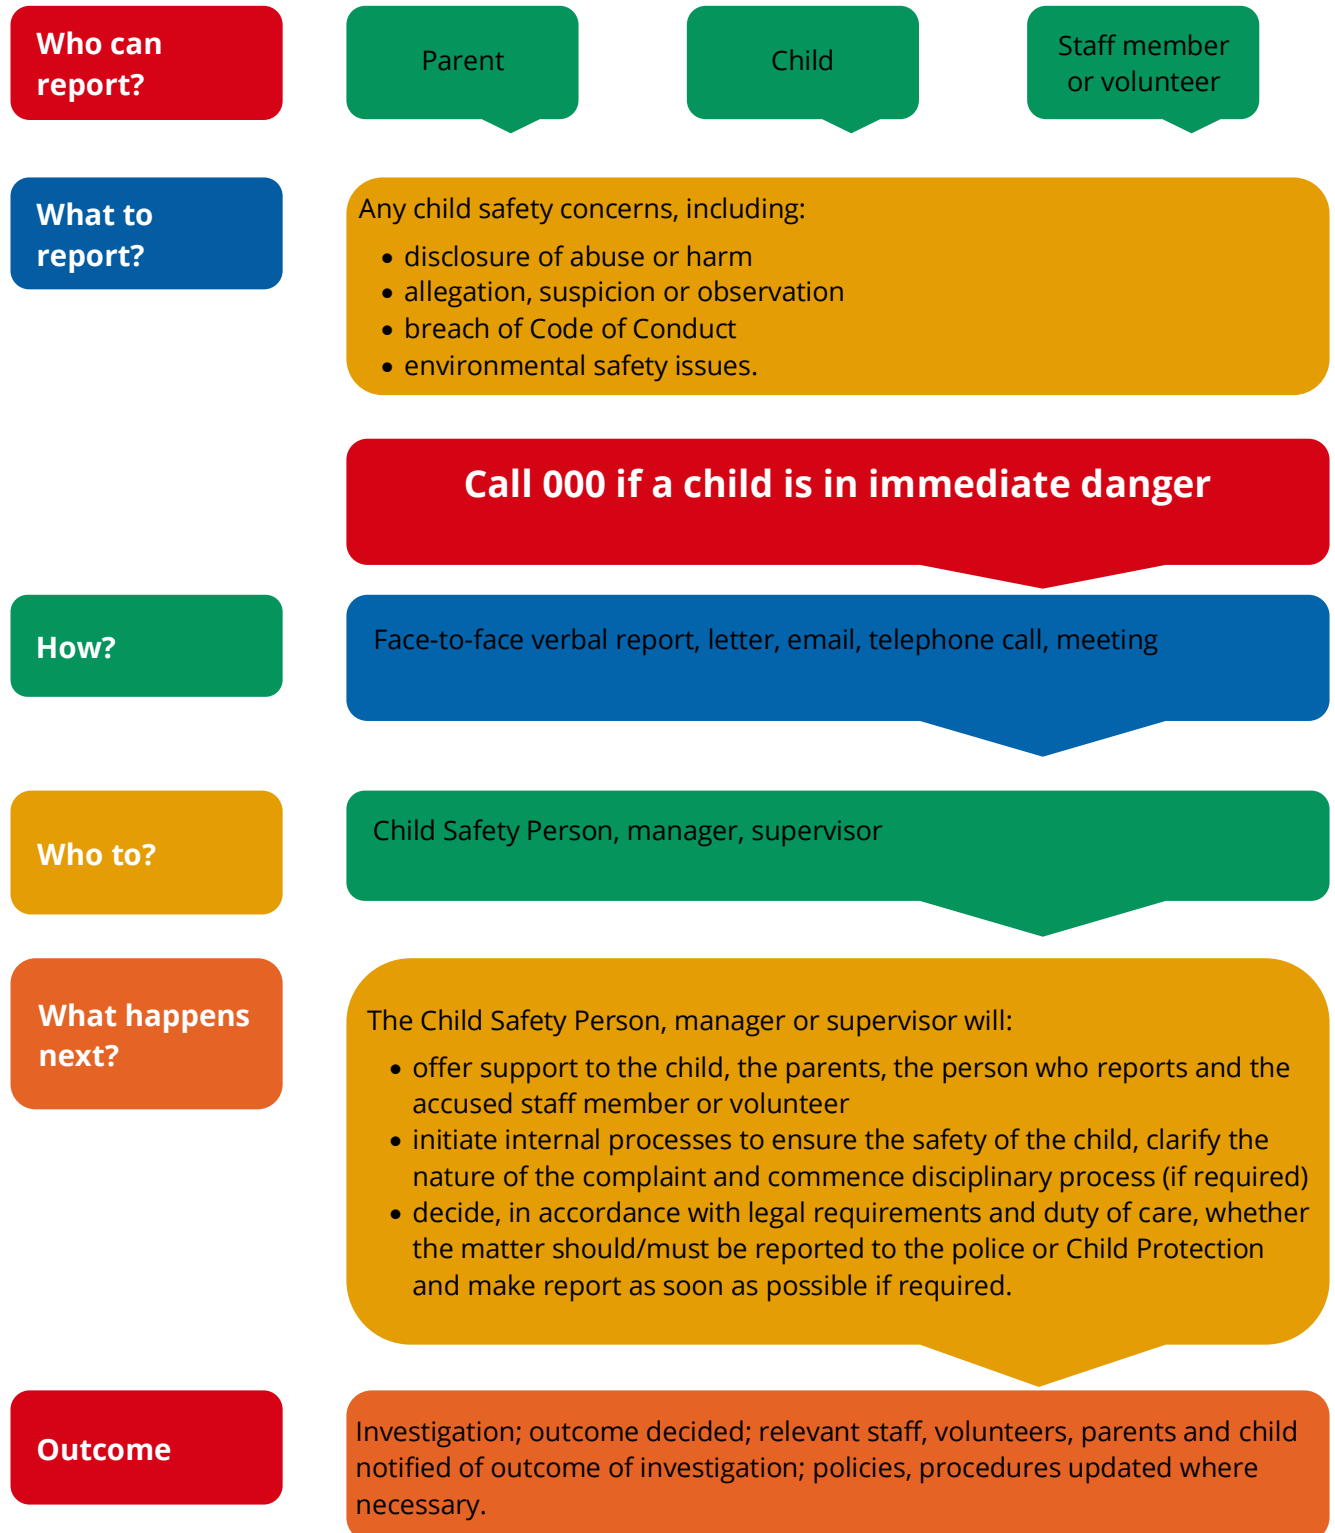 Who can
report?
Parent
Child
Staff member
or volunteer
What to
report?
Any child safety concerns, including:
• disclosure of abuse or harm
• allegation, suspicion or observation
• breach of Code of Conduct
• environmental safety issues.
Call 000 if a child is in immediate danger
How?
Face-to-face verbal report, letter, email, telephone call, meeting
Who to?
Child Safety Person, manager, supervisor
What happens
next?
The Child Safety Person, manager or supervisor will:
• offer support to the child, the parents, the person who reports and the
accused staff member or volunteer
• initiate internal processes to ensure the safety of the child, clarify the
nature of the complaint and commence disciplinary process (if required)
• decide, in accordance with legal requirements and duty of care, whether
the matter should/must be reported to the police or Child Protection
and make report as soon as possible if required.
Outcome
Investigation; outcome decided; relevant staff, volunteers, parents and child
notified of outcome of investigation; policies, procedures updated where
necessary.